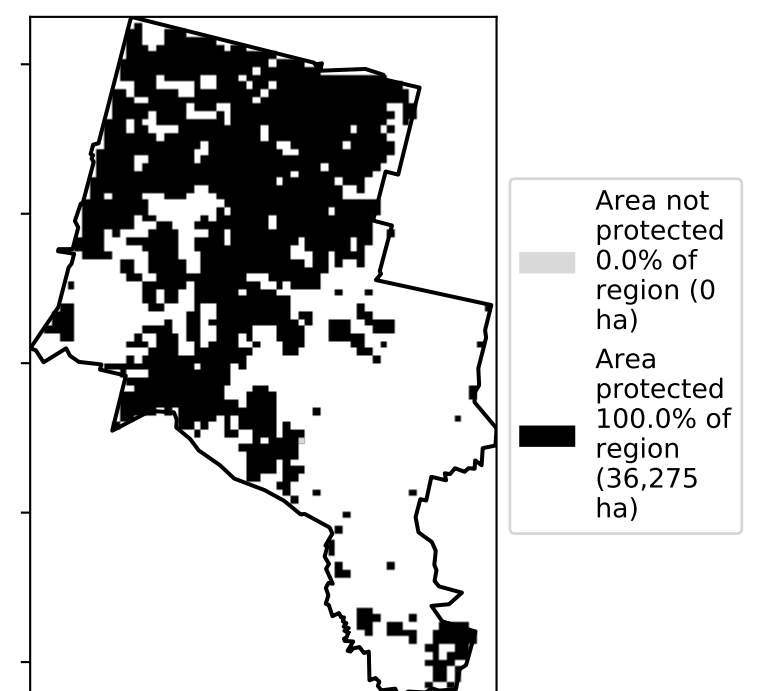 Area not
protected
0.0% of
region (0
ha)
Area
protected
100.0% of
region
(36,275
ha)